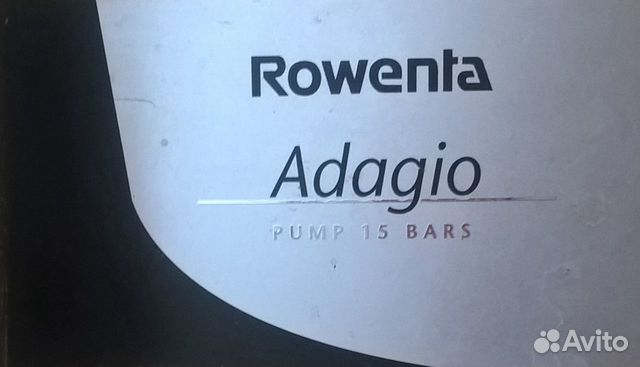 Rowenta
Adagio
PUMP 15 BARS
Avito